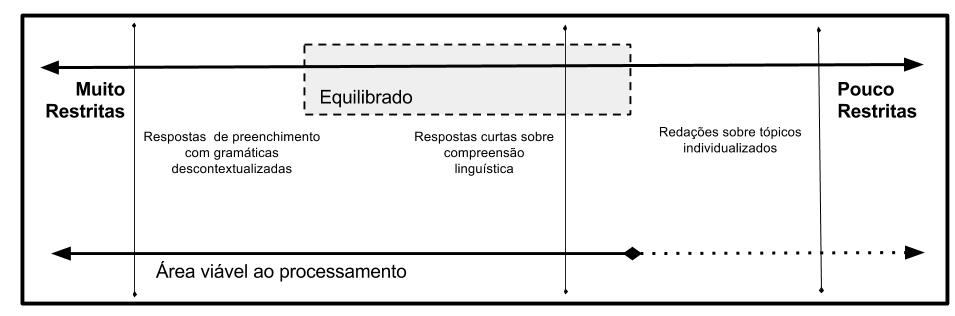 Muito
Restritas
Equilibrado
Pouco
Restritas
Respostas de preenchimento
com gramáticas
descontextualizadas
Respostas curtas sobre
compreensão
linguística
Redações sobre tópicos
individualizados
Área viável ao processamento